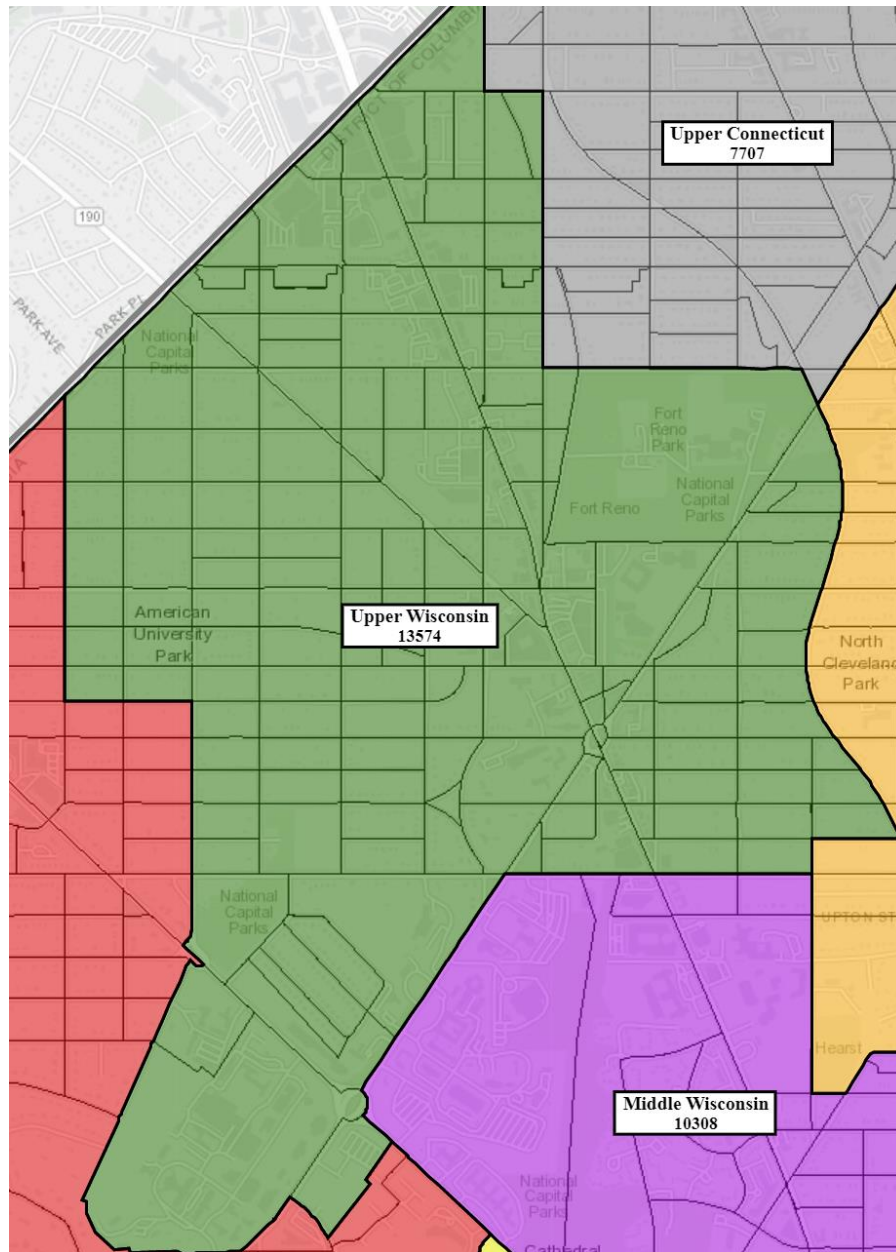 DISTRICT OF COLUMBIA
Upper Connecticut
7707
190
PARK AVE
PARK PL
National
Capital
Parks
Fort
Reno
Park
Fort Reno
National
Capital
Parks
American
University
Park
Upper Wisconsin
13574
North
Cleveland
Park
National
Capital
Parks
UPTON ST
Hearst
Middle Wisconsin
10308
National
Capital
Parks
Cathedral